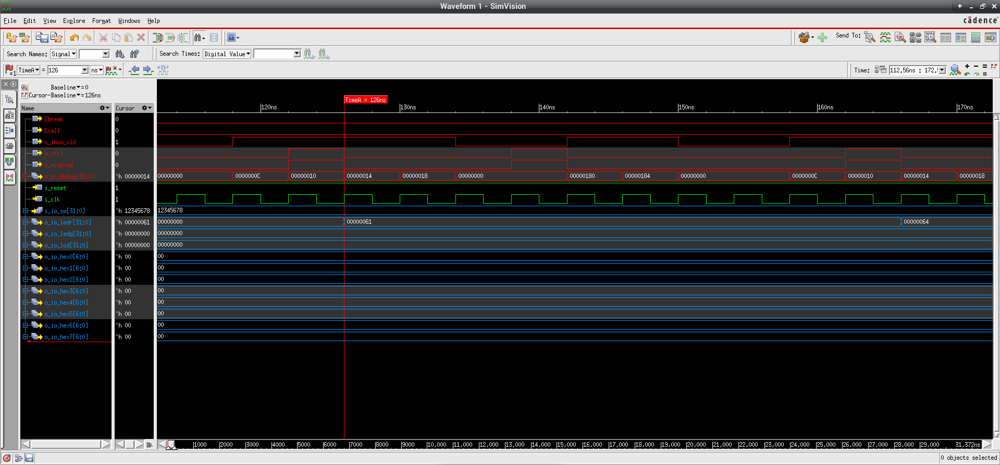 Waveform 1 - SimVision
File Edit View Explore Format Windows Help
cādence
Send To:
Search Names: Signal
Search Times: Digital Value
TimeA = 126 ns
Time: 112.56ns : 172.
Baseline = 0
Cursor-Baseline = 126ns
TimeA = 126ns
Name Cursor
120ns 130ns 140ns 150ns 160ns 170ns
Ebreak 0
Ecall 0
o_insn_vld 1
o_ctrl 0
o_mispred 0
o_pc_debug[31:0] 'h 00000014 00000000 0000000C 00000010 00000014 00000018 00000000 00000180 00000184 00000000 0000000C 00000010 00000014 00000018
i_reset 1
i_clk 1
i_io_sw[31:0] 'h 12345678 12345678
o_io_ledr[31:0] 'h 00000061 00000000 00000061 00000064
o_io_ledg[31:0] 'h 00000000 00000000
o_io_lcd[31:0] 'h 00000000 00000000
o_io_hex0[6:0] 'h 00 00
o_io_hex1[6:0] 'h 00 00
o_io_hex2[6:0] 'h 00 00
o_io_hex3[6:0] 'h 00 00
o_io_hex4[6:0] 'h 00 00
o_io_hex5[6:0] 'h 00 00
o_io_hex6[6:0] 'h 00 00
o_io_hex7[6:0] 'h 00 00
1000 2000 3000 4000 5000 6000 7000 8000 9000 10,000 11,000 12,000 13,000 14,000 15,000 16,000 17,000 18,000 19,000 20,000 21,000 22,000 23,000 24,000 25,000 26,000 27,000 28,000 29,000 31,372ns
0 objects selected